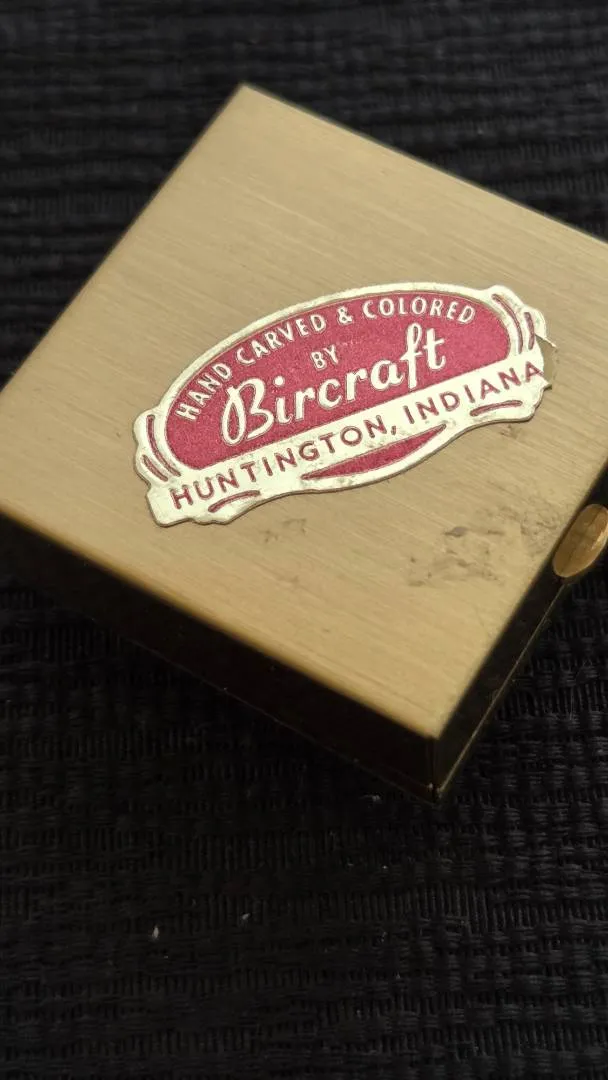 HAND CARVED & COLORED
BY
Bircraft
HUNTINGTON, INDIANA